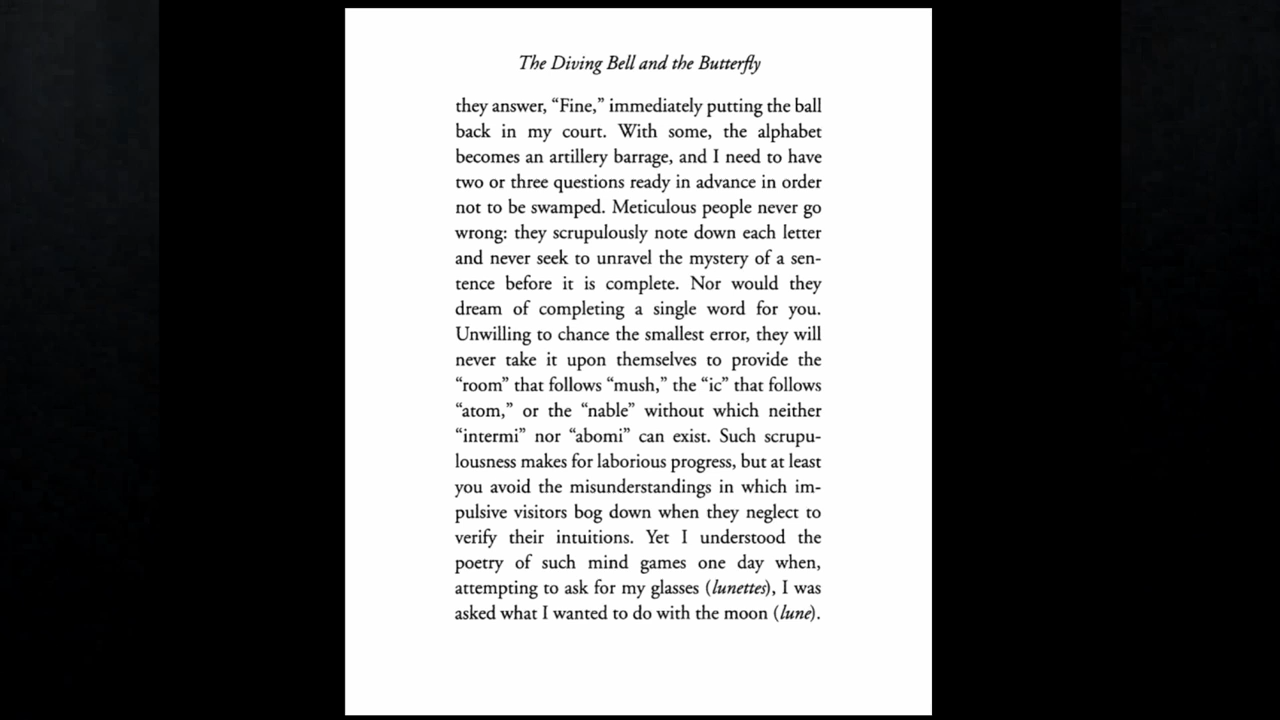 The Diving Bell and the Butterfly
they answer, “Fine,” immediately putting the ball
back in my court. With some, the alphabet
becomes an artillery barrage, and I need to have
two or three questions ready in advance in order
not to be swamped. Meticulous people never go
wrong: they scrupulously note down each letter
and never seek to unravel the mystery of a sen-
tence before it is complete. Nor would they
dream of completing a single word for you.
Unwilling to chance the smallest error, they will
never take it upon themselves to provide the
“room” that follows “mush,” the “ic” that follows
“atom,” or the “nable” without which neither
“intermi” nor “abomi” can exist. Such scrupu-
lousness makes for laborious progress, but at least
you avoid the misunderstandings in which im-
pulsive visitors bog down when they neglect to
verify their intuitions. Yet I understood the
poetry of such mind games one day when,
attempting to ask for my glasses (lunettes), I was
asked what I wanted to do with the moon (lune).